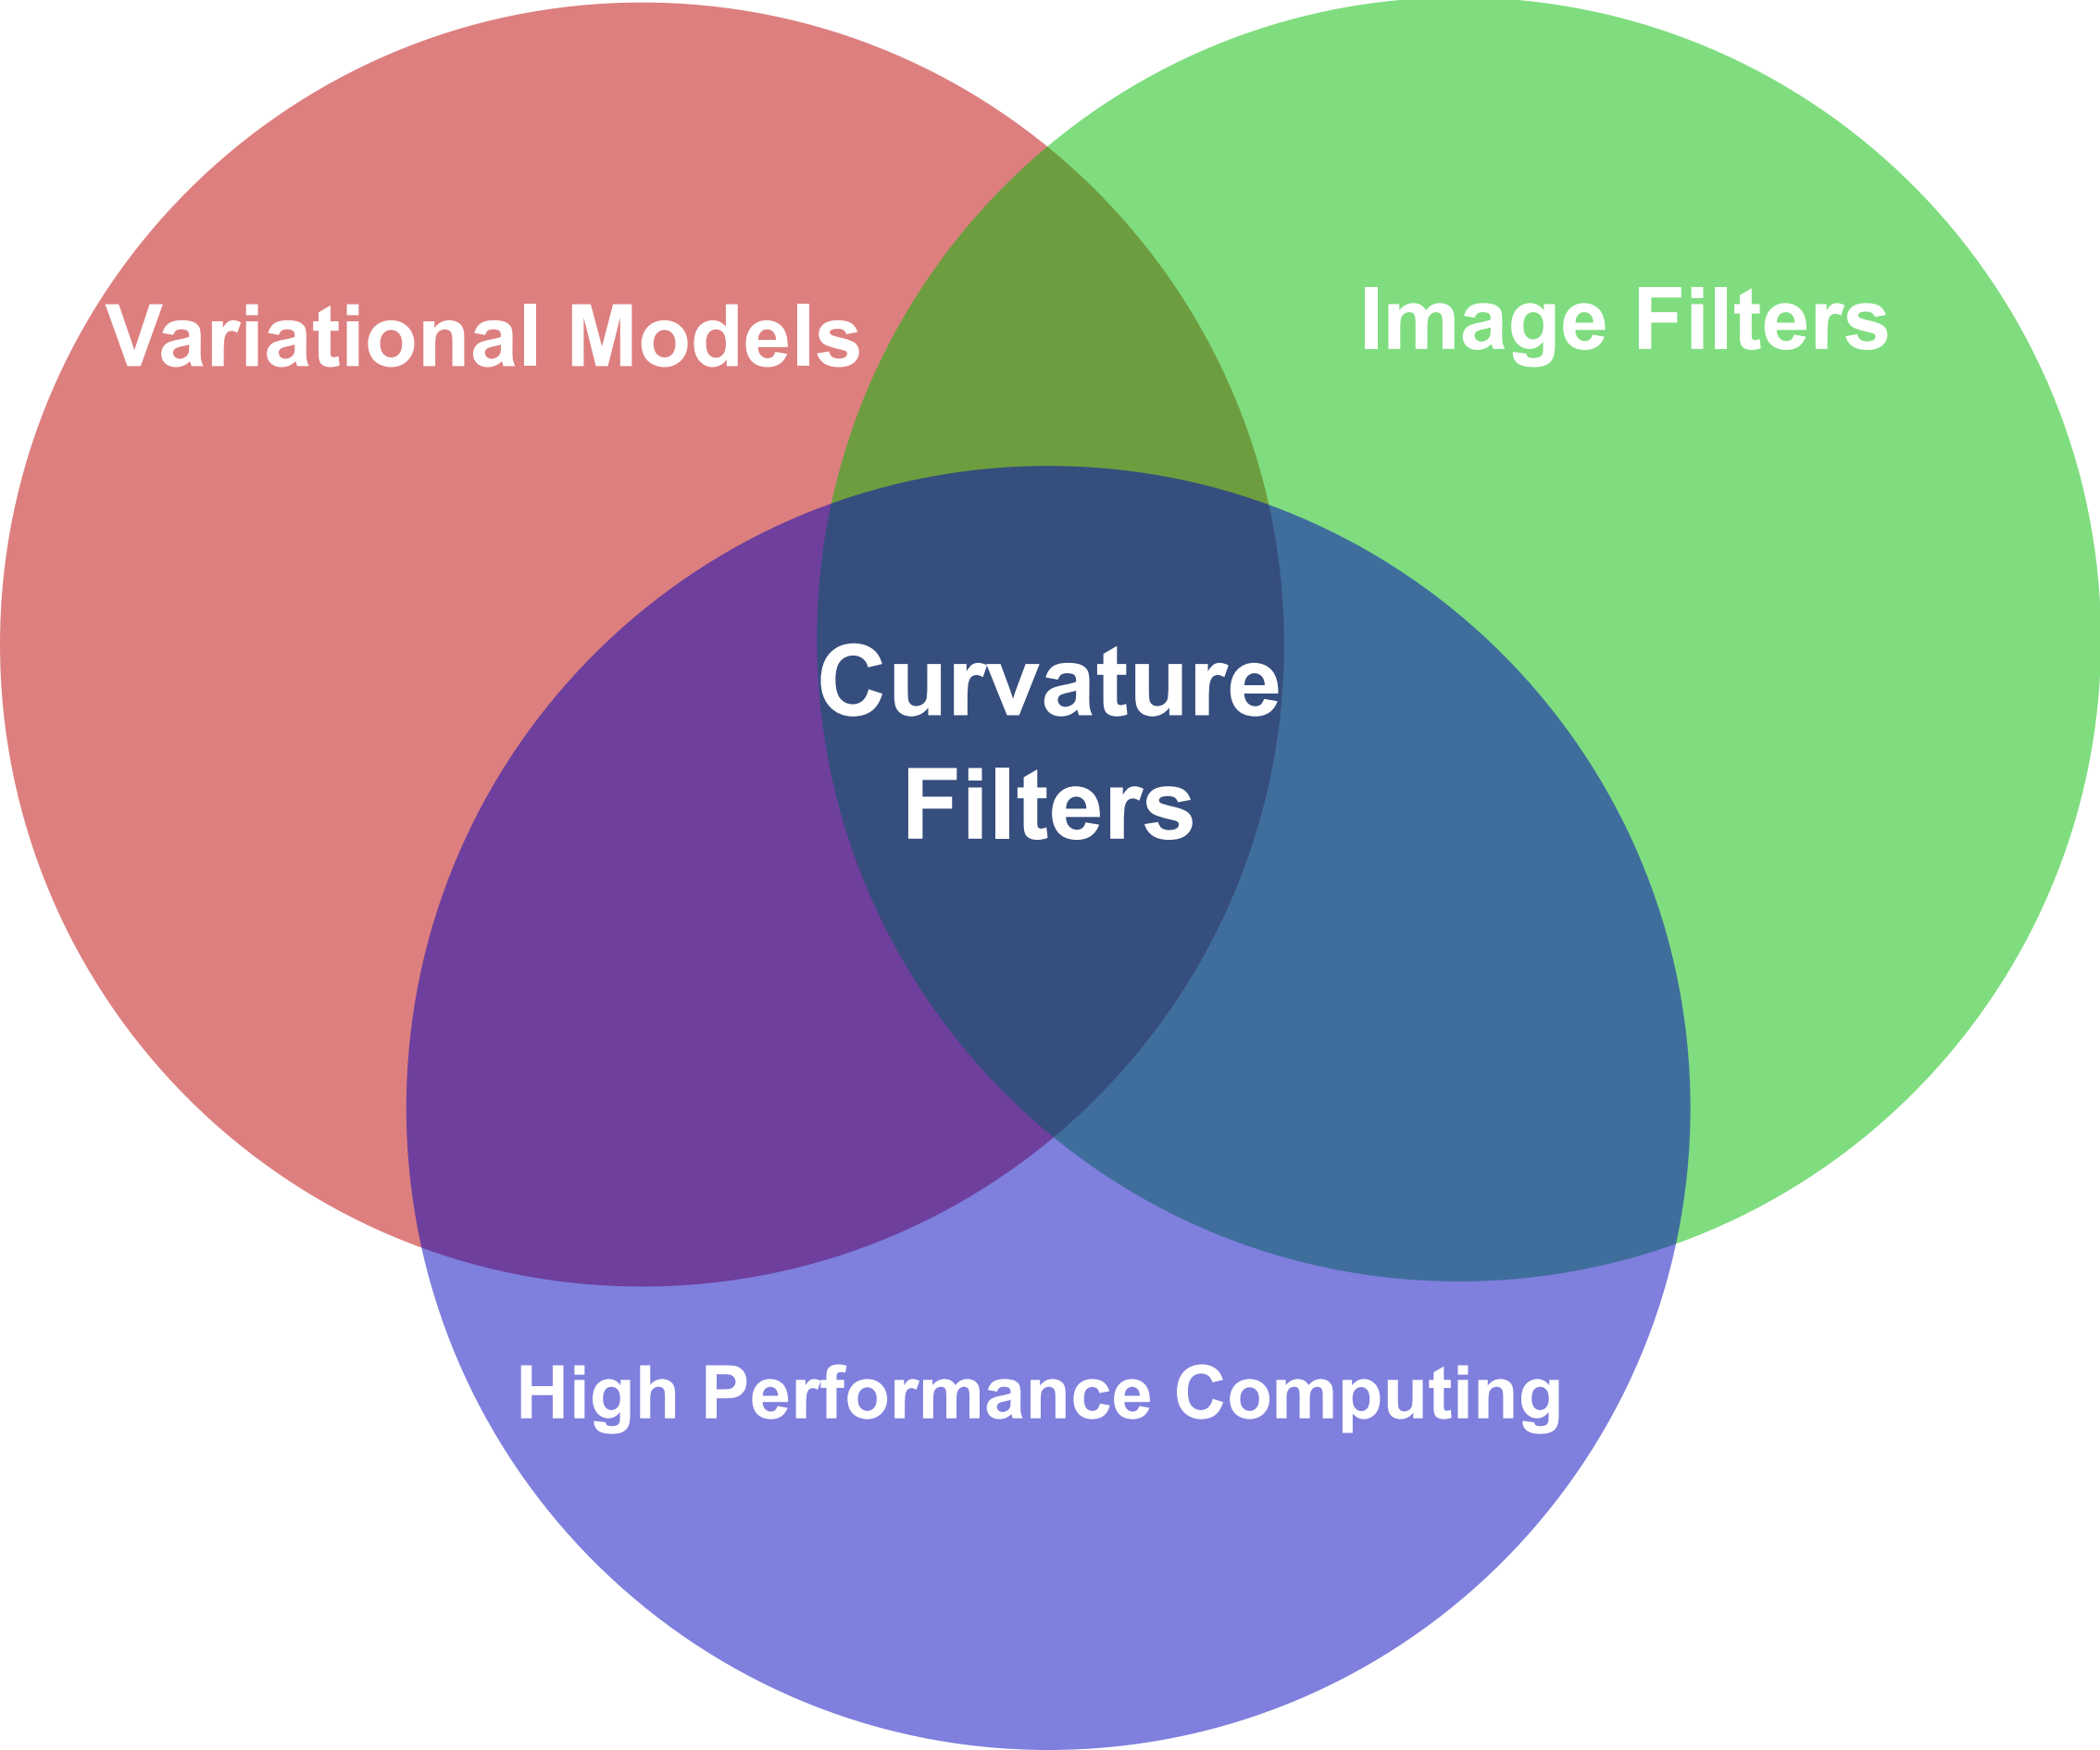 Variational Models
Image Filters
Curvature
Filters
High Performance Computing